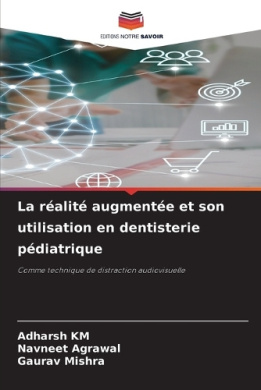 EDITIONS NOTRE SAVOIR
La réalité augmentée et son
utilisation en dentisterie
pédiatrique
Comme technique de distraction audiovisuelle
Adharsh KM
Navneet Agrawal
Gaurav Mishra